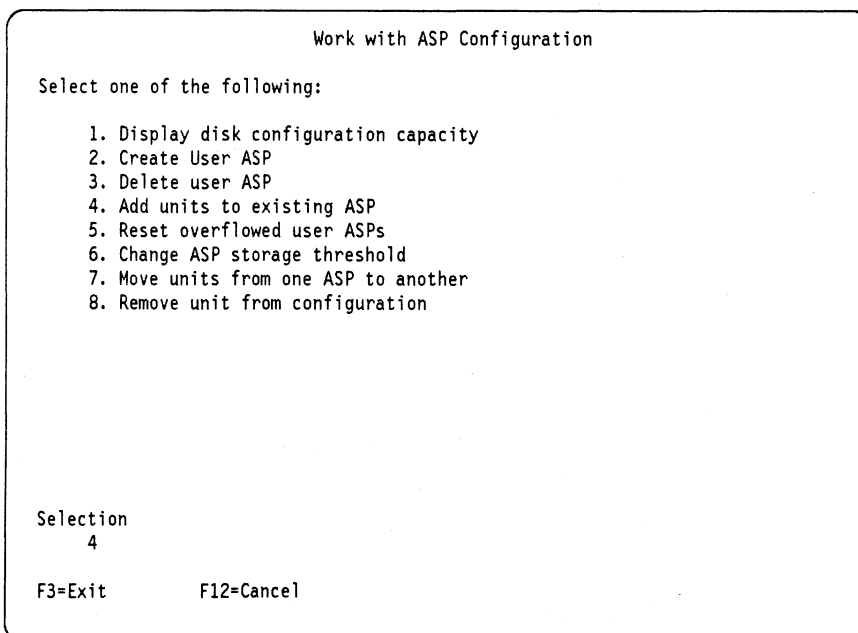 Work with ASP Configuration
Select one of the following:
1. Display disk configuration capacity
2. Create User ASP
3. Delete user ASP
4. Add units to existing ASP
5. Reset overflowed user ASPs
6. Change ASP storage threshold
7. Move units from one ASP to another
8. Remove unit from configuration
Selection
4
F3=Exit F12=Cancel